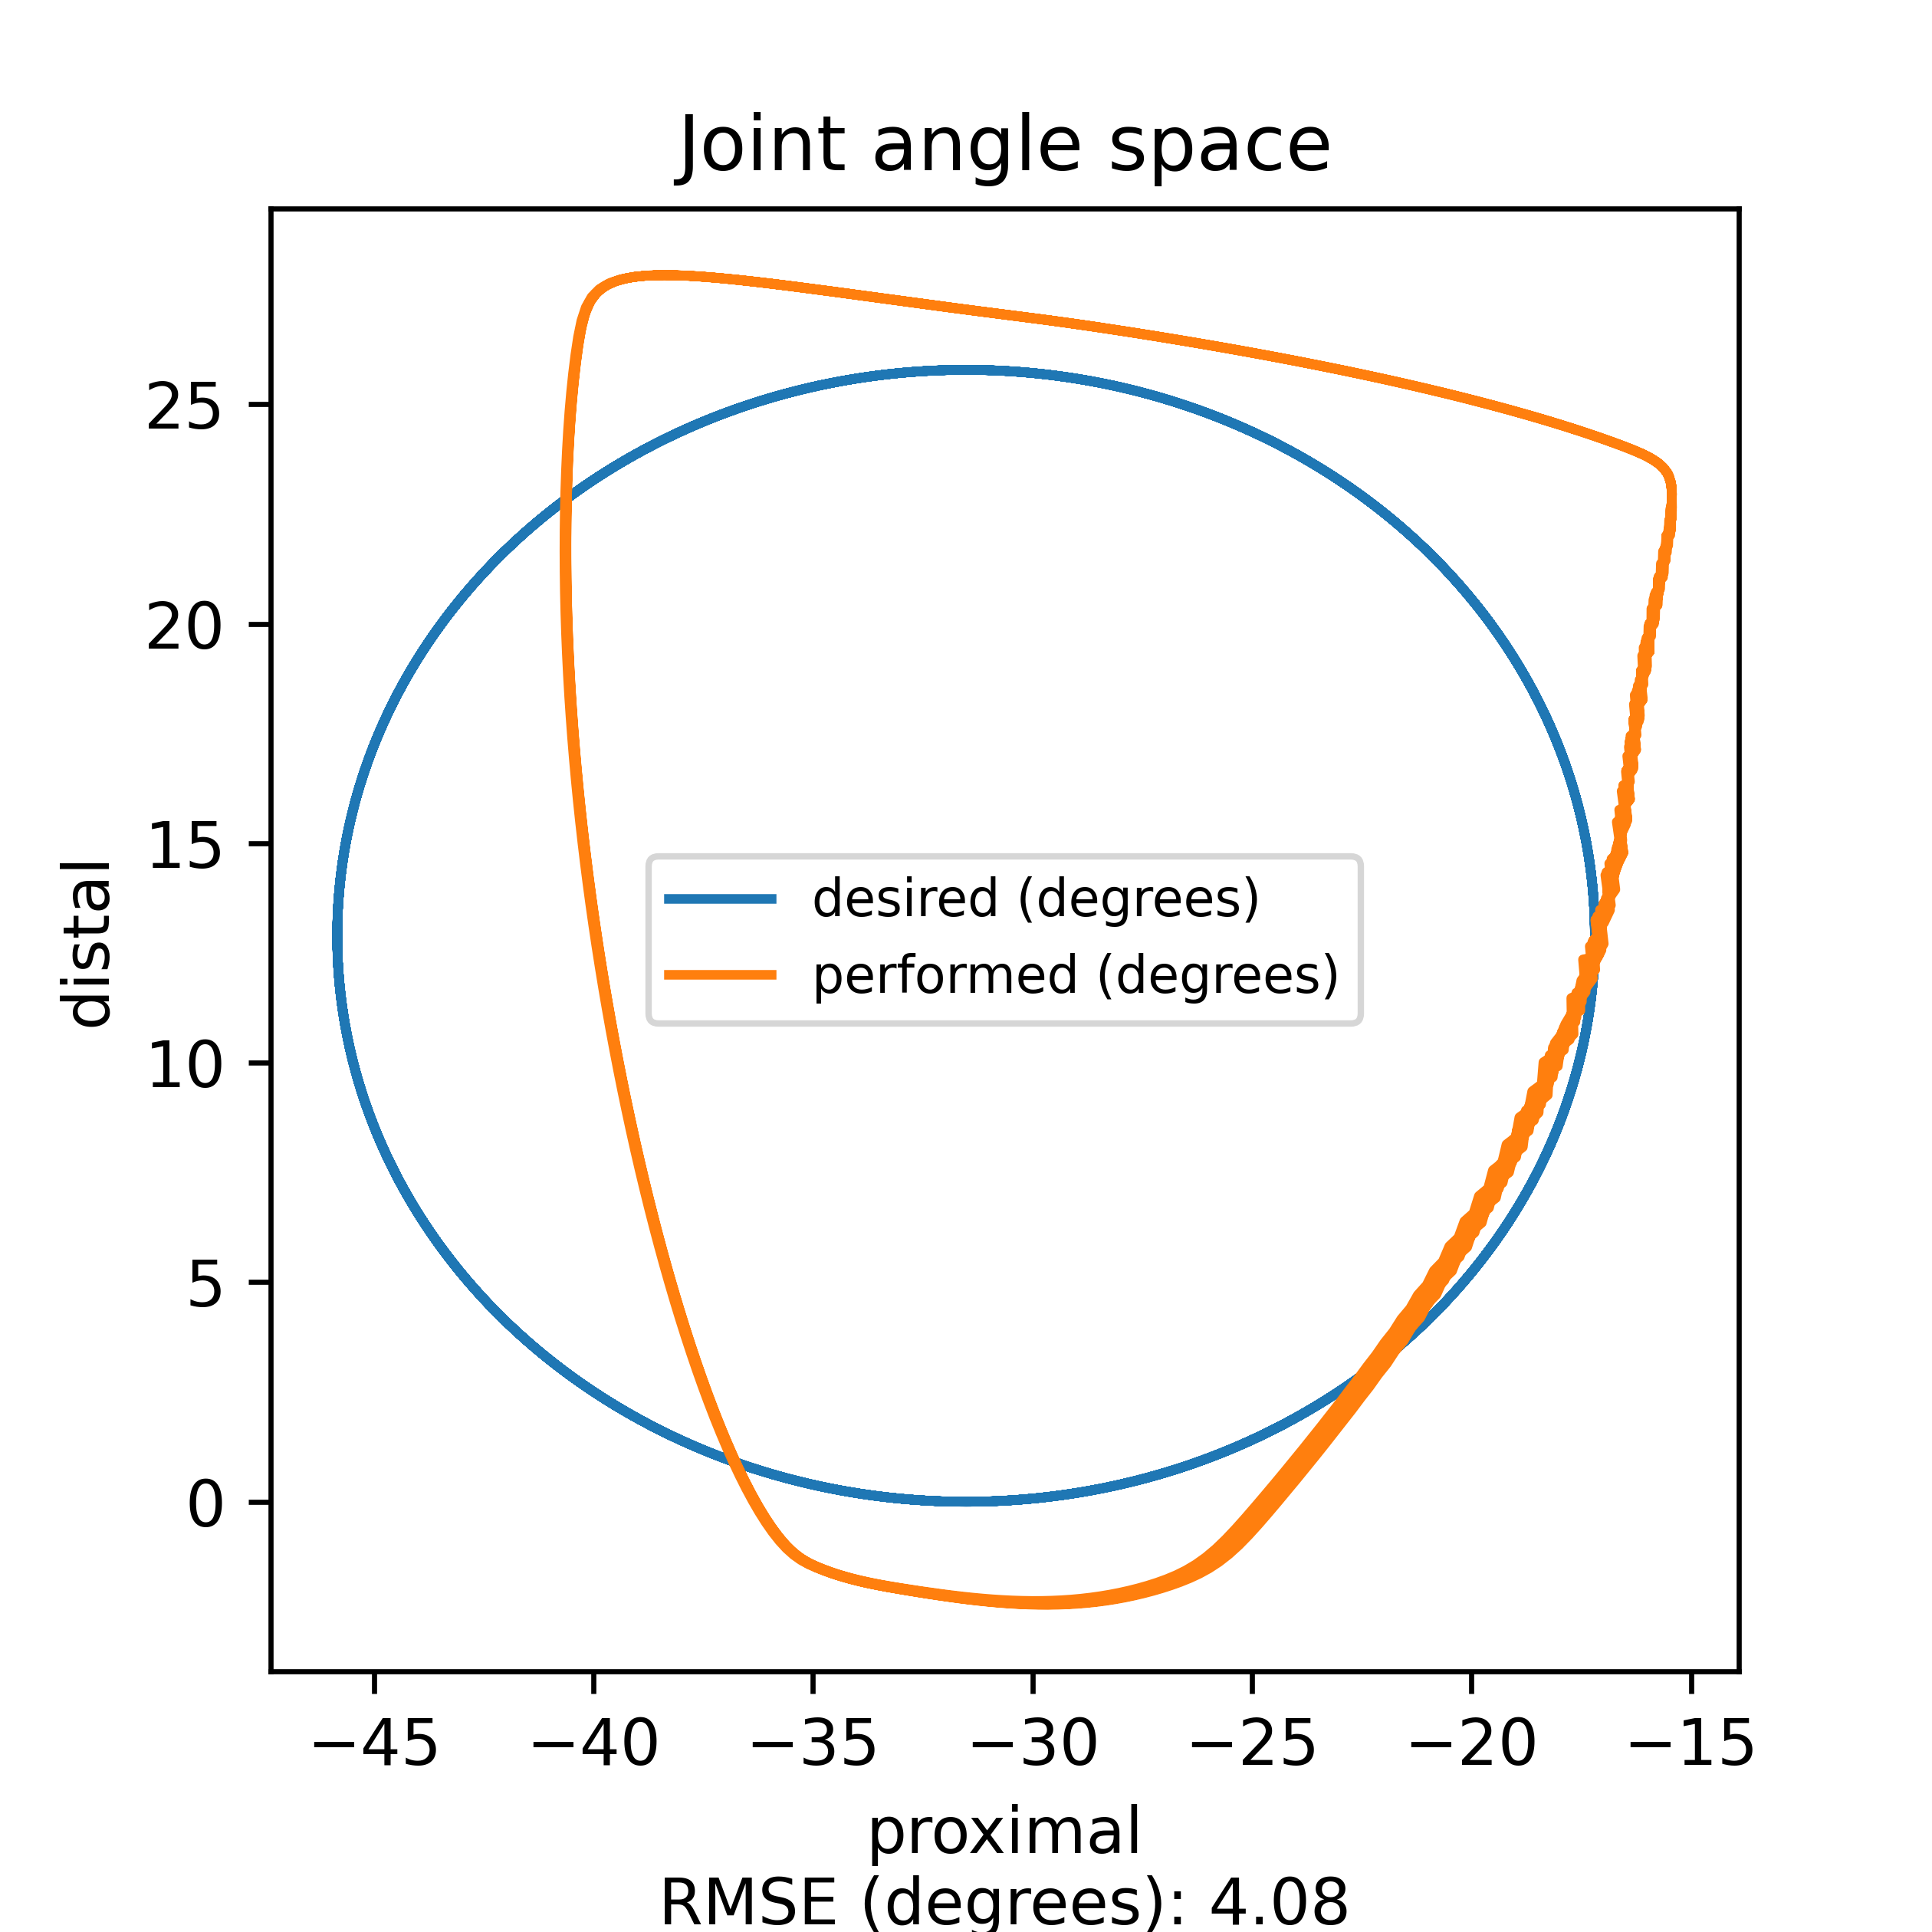 Joint angle space
distal
25
20
15
10
5
0
desired (degrees)
performed (degrees)
−45 −40 −35 −30 −25 −20 −15
proximal
RMSE (degrees): 4.08